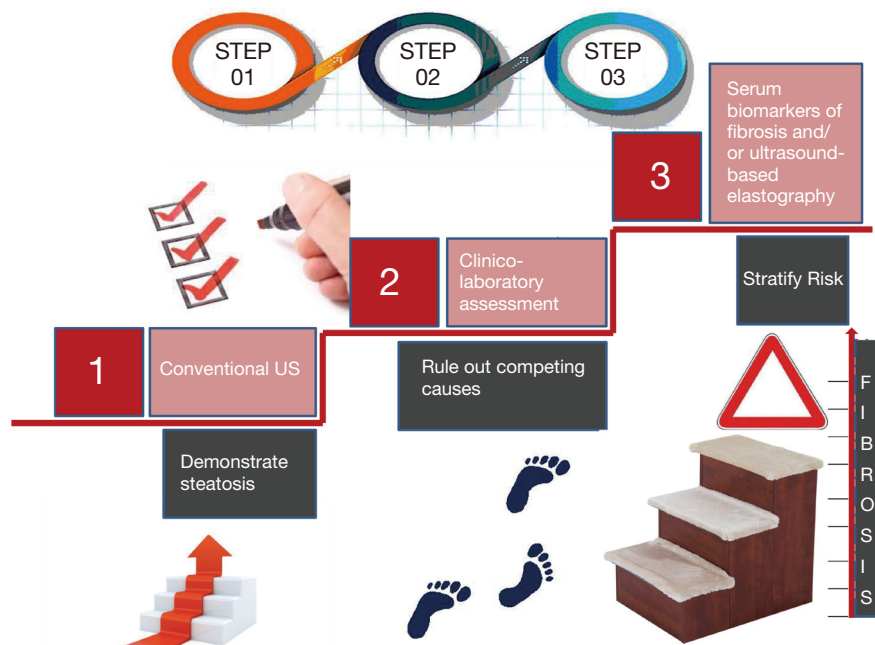 STEP
01
STEP
02
STEP
03
Serum
biomarkers of
fibrosis and/
or ultrasound-
based
elastography
3
2
Clinico-
laboratory
assessment
Stratify Risk
1
Conventional US
Rule out competing
causes
Demonstrate
steatosis
F
I
B
R
O
S
I
S